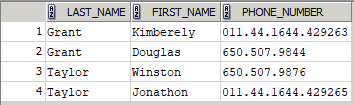 LAST_NAME FIRST_NAME PHONE_NUMBER
1 Grant Kimberely 011.44.1644.429263
2 Grant Douglas 650.507.9844
3 Taylor Winston 650.507.9876
4 Taylor Jonathon 011.44.1644.429265